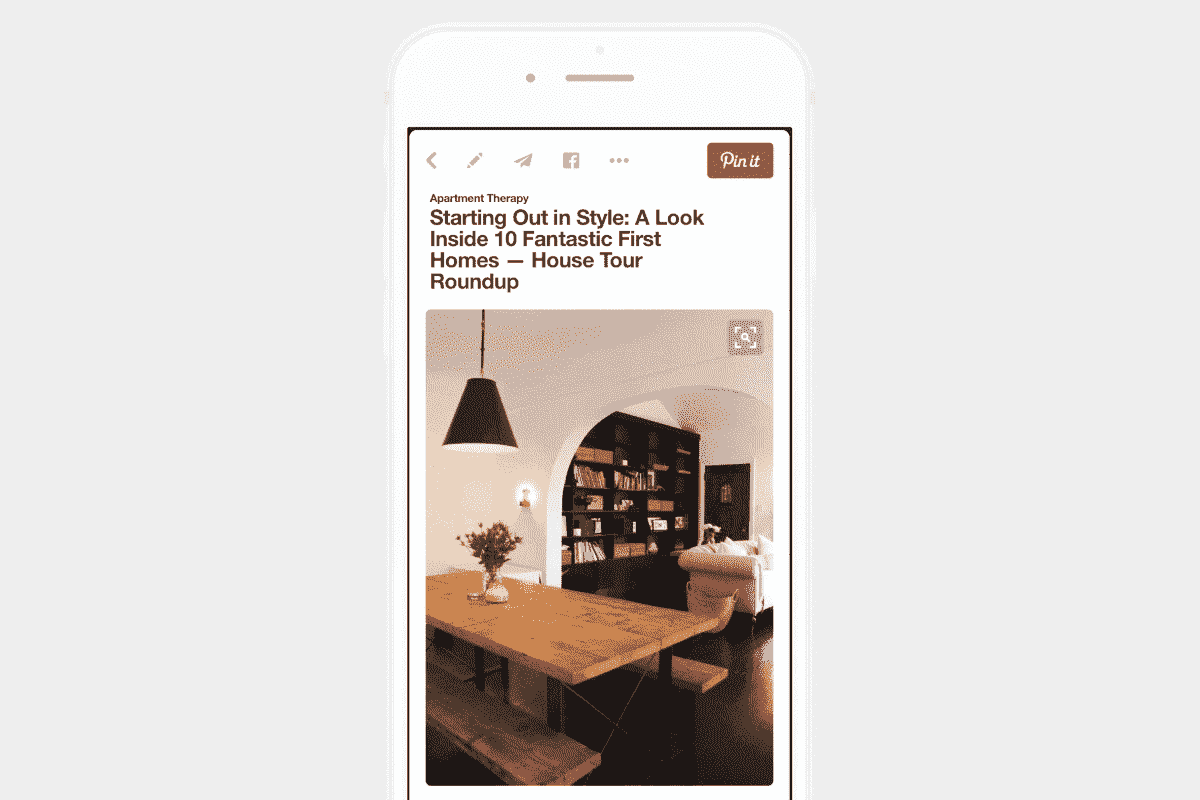 Pin it
Apartment Therapy
Starting Out in Style: A Look
Inside 10 Fantastic First
Homes — House Tour
Roundup